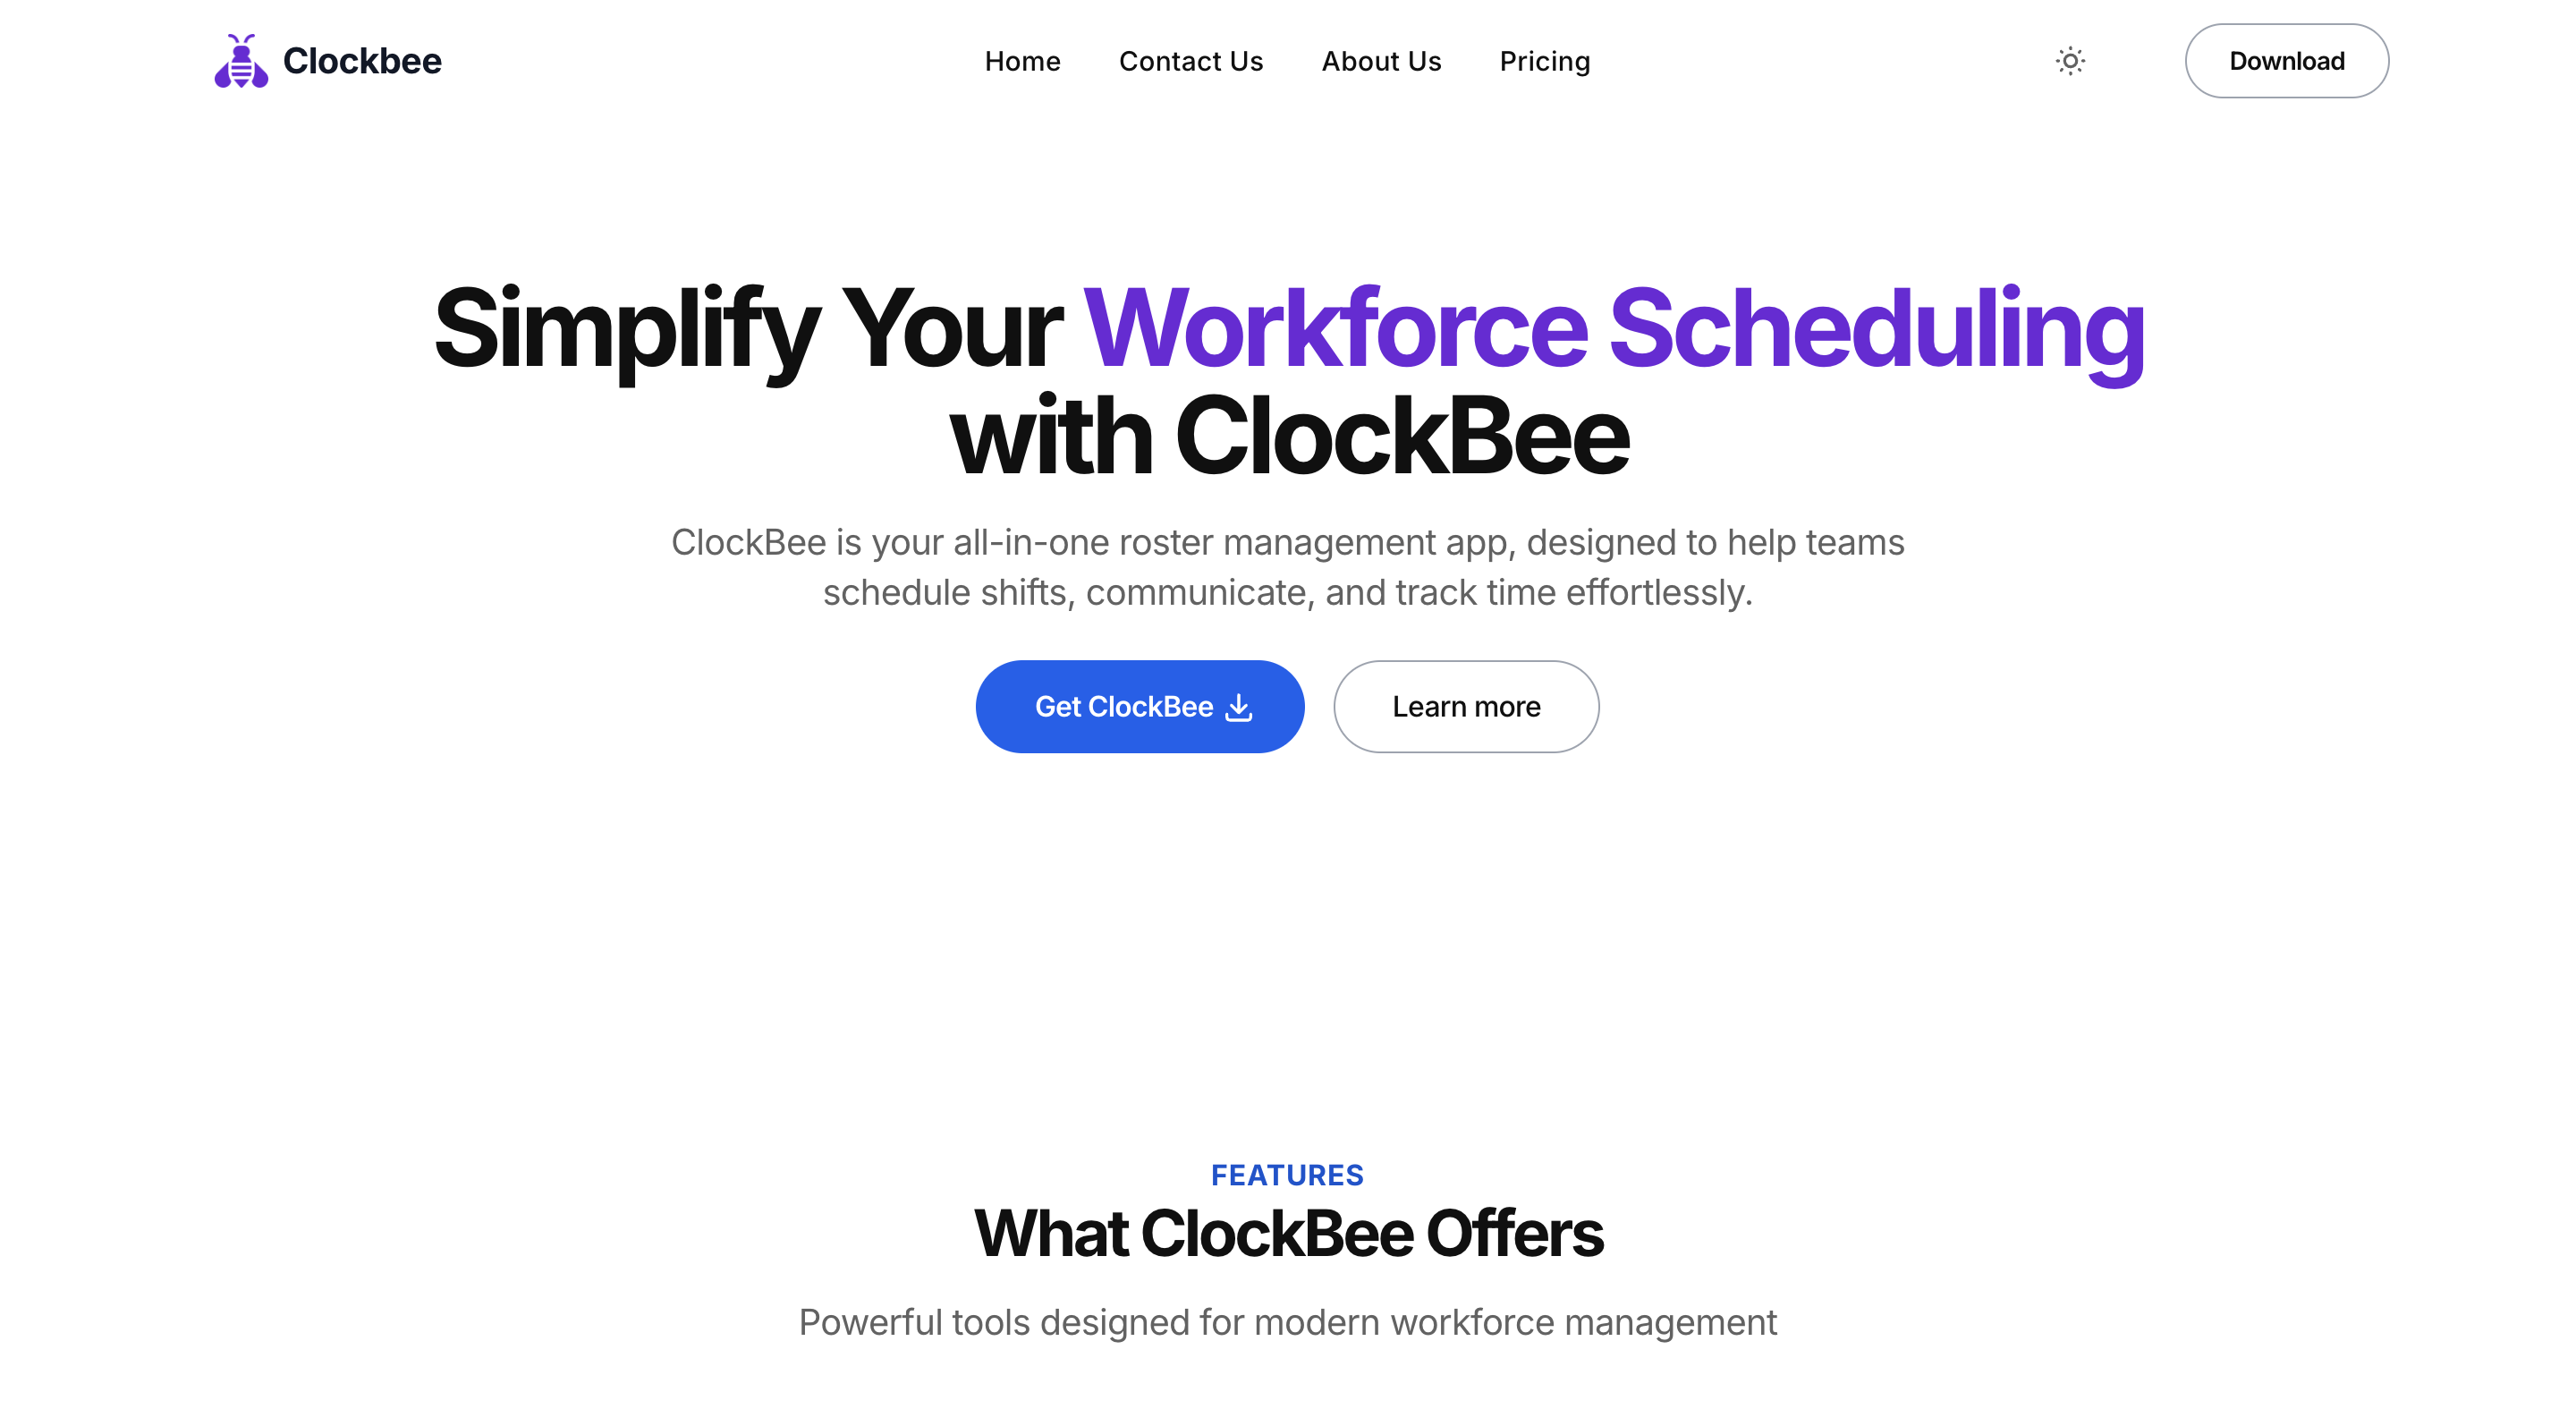 Clockbee
Home
Contact Us
About Us
Pricing
Download
Simplify Your Workforce Scheduling
with ClockBee
ClockBee is your all-in-one roster management app, designed to help teams
schedule shifts, communicate, and track time effortlessly.
Get ClockBee
Learn more
FEATURES
What ClockBee Offers
Powerful tools designed for modern workforce management